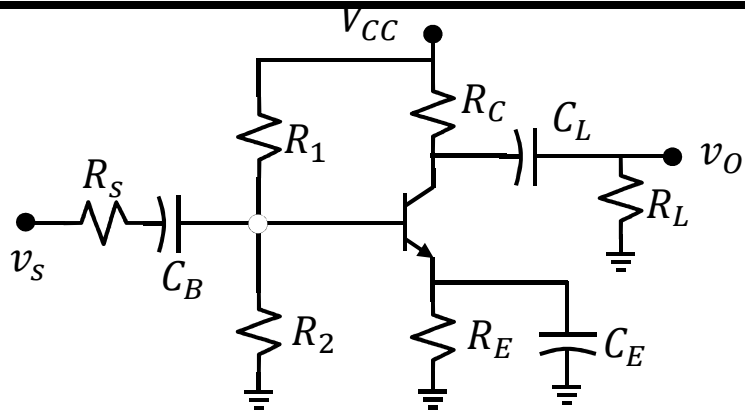 V_CC
R_C
C_L
R_1
v_O
R_s
R_L
v_s
C_B
R_2
R_E
C_E